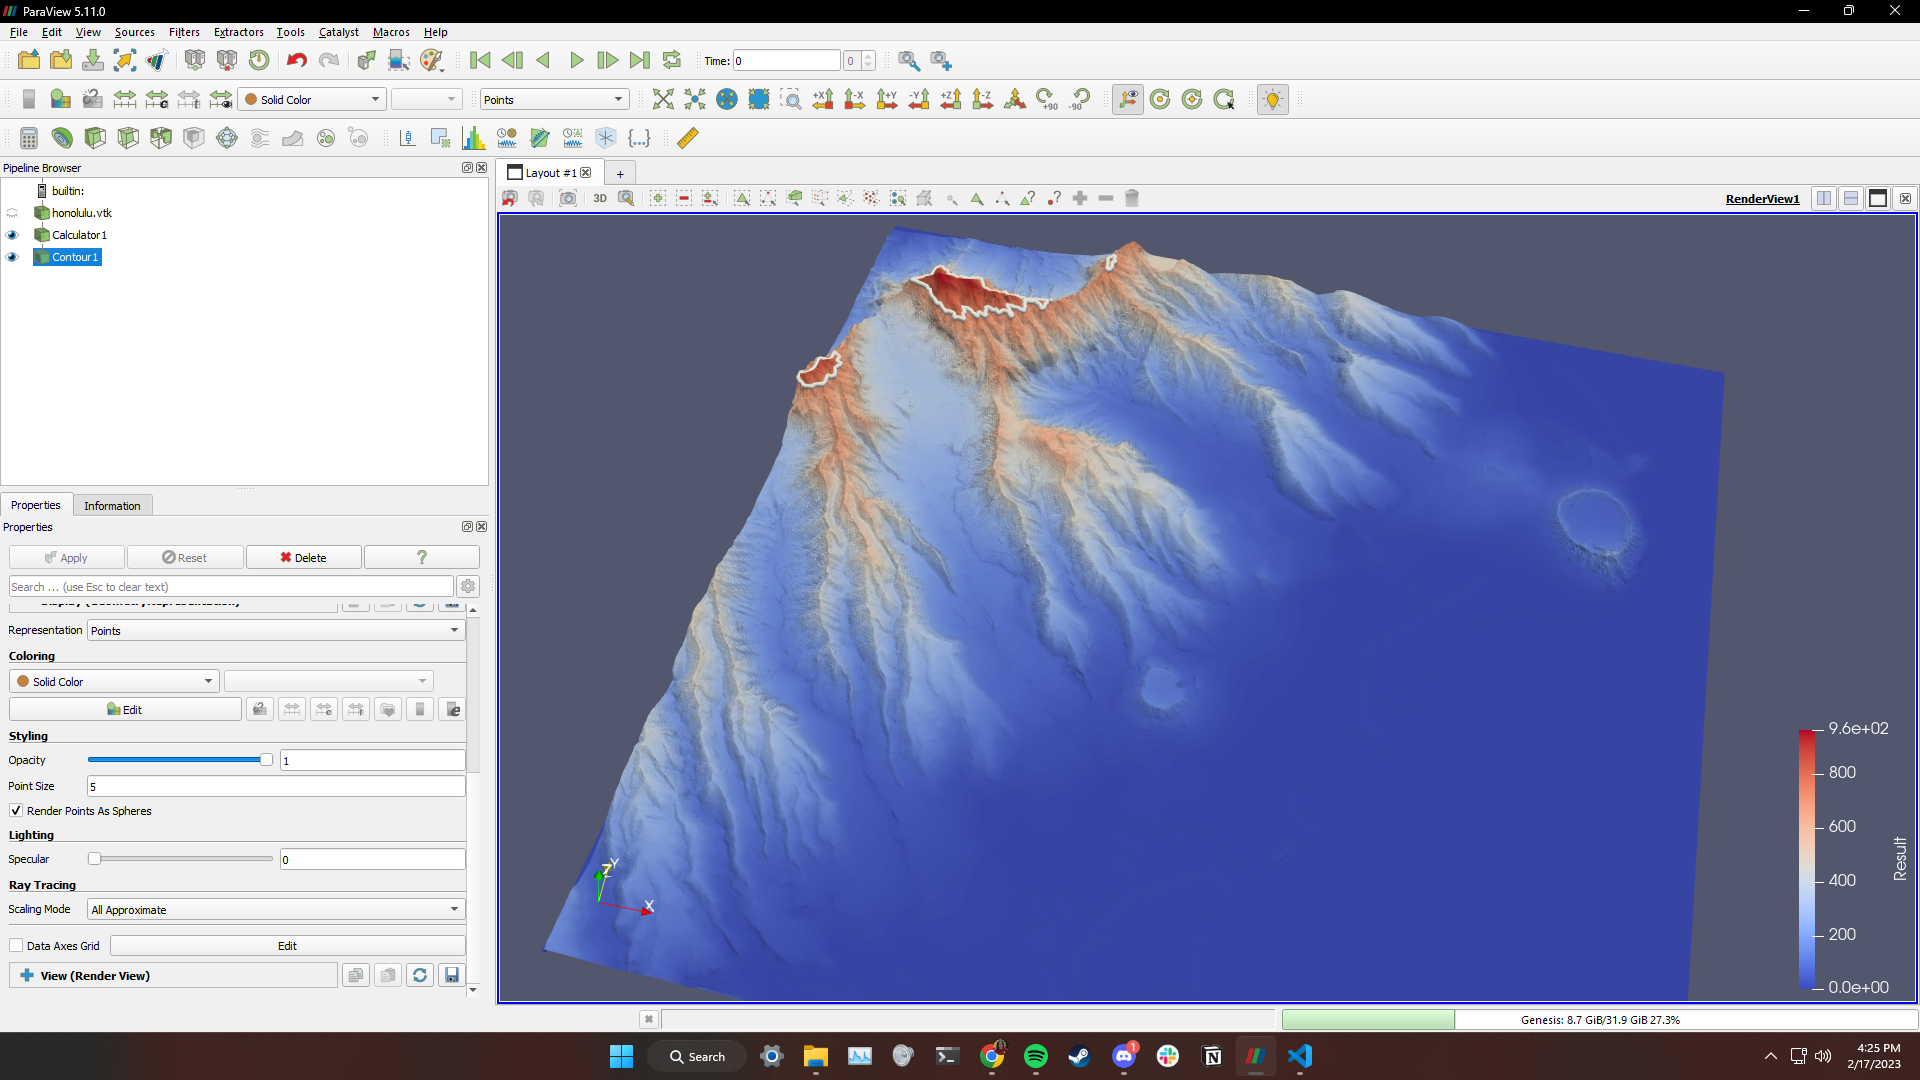 ParaView 5.11.0
File Edit View Sources Filters Extractors Tools Catalyst Macros Help
Time: 0 0
Solid Color Points +X -X +Y -Y +Z -Z +90 -90
Pipeline Browser
builtin:
honolulu.vtk
Calculator1
Contour1
Layout #1 +
3D RenderView1
Properties Information
Properties
Apply Reset Delete ?
Search ... (use Esc to clear text)
Display (GeometryRepresentation)
Representation Points
Coloring
Solid Color
Edit
Styling
Opacity 1
Point Size 5
Render Points As Spheres
Lighting
Specular 0
Ray Tracing
Scaling Mode All Approximate
Data Axes Grid Edit
View (Render View)
Y
Z
X
9.6e+02
800
600
400
200
0.0e+00
Result
Genesis: 8.7 GiB/31.9 GiB 27.3%
Search
1
4:25 PM
2/17/2023